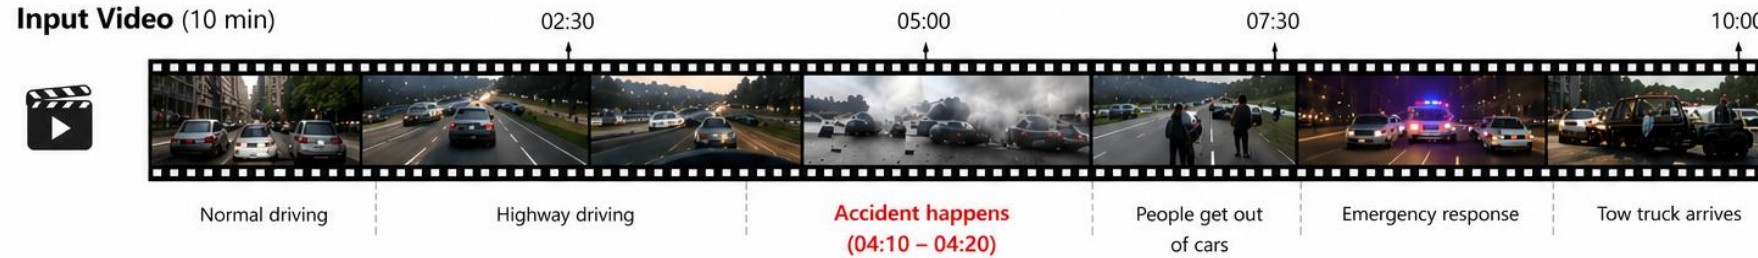 Input Video (10 min)
02:30
05:00
07:30
10:00
Normal driving
Highway driving
Accident happens
(04:10 – 04:20)
People get out
of cars
Emergency response
Tow truck arrives